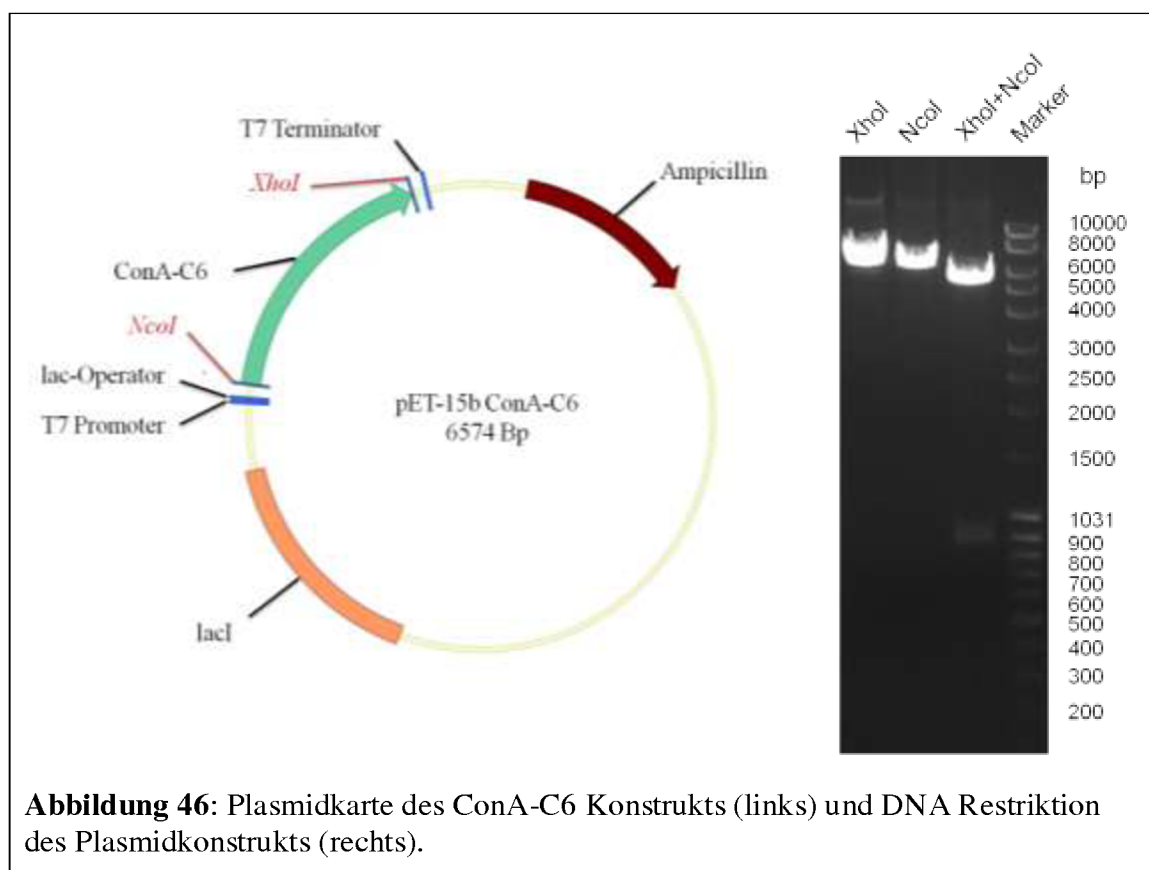 T7 Terminator
XhoI
Ampicillin
ConA-C6
NcoI
lac-Operator
T7 Promoter
pET-15b ConA-C6
6574 Bp
lacI
XhoI
NcoI
XhoI+NcoI
Marker
bp
10000
8000
6000
5000
4000
3000
2500
2000
1500
1031
900
800
700
600
500
400
300
200
Abbildung 46: Plasmidkarte des ConA-C6 Konstrukts (links) und DNA Restriktion
des Plasmidkonstrukts (rechts).